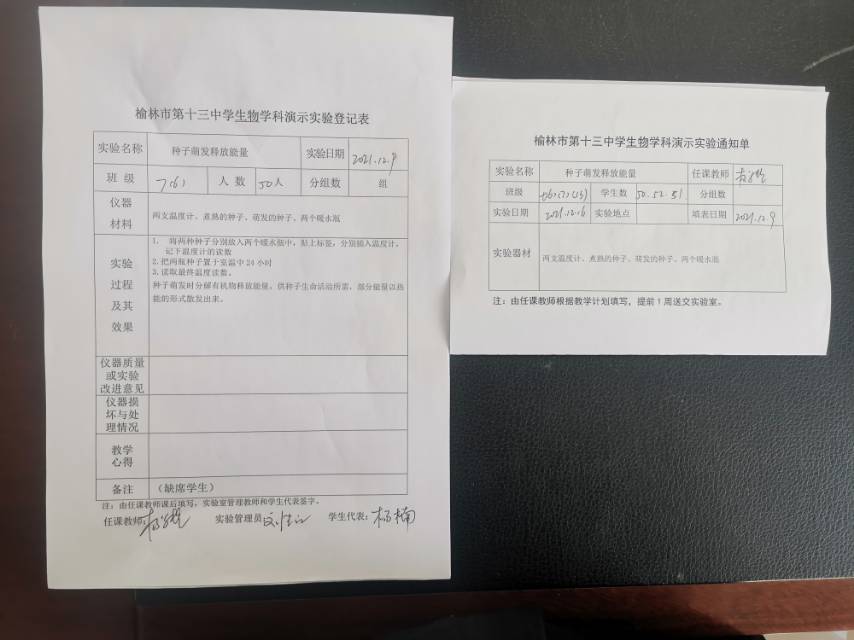 榆林市第十三中学生物学科演示实验登记表
实验名称 种子萌发释放能量 实验日期 2021.12.9
班 级 7(6) 人 数 50人 分组数 组
仪器
材料
两支温度计、煮熟的种子、萌发的种子、两个暖水瓶
实验
过程
及其
效果
1. 将两种种子分别放入两个暖水瓶中，贴上标签，分别插入温度计，
记下温度计的读数
2.把两瓶种子置于室温中24小时
3.读取最终温度读数。
种子萌发时分解有机物释放能量，供种子生命活动所需，部分能量以热
能的形式散发出来。
仪器质量
或实验
改进意见
仪器损
坏与处
理情况
教学
心得
备注 （缺席学生）
注：由任课教师课后填写，实验室管理教师和学生代表签字。
任课教师： 实验管理员 学生代表：杨楠
榆林市第十三中学生物学科演示实验通知单
实验名称 种子萌发释放能量 任课教师
班级 学生数 50.52.51 分组数
实验日期 2021.12.16 实验地点 填表日期 2021.12.9
实验器材 两支温度计、煮熟的种子、萌发的种子、两个暖水瓶
注：由任课教师根据教学计划填写，提前1周送交实验室。